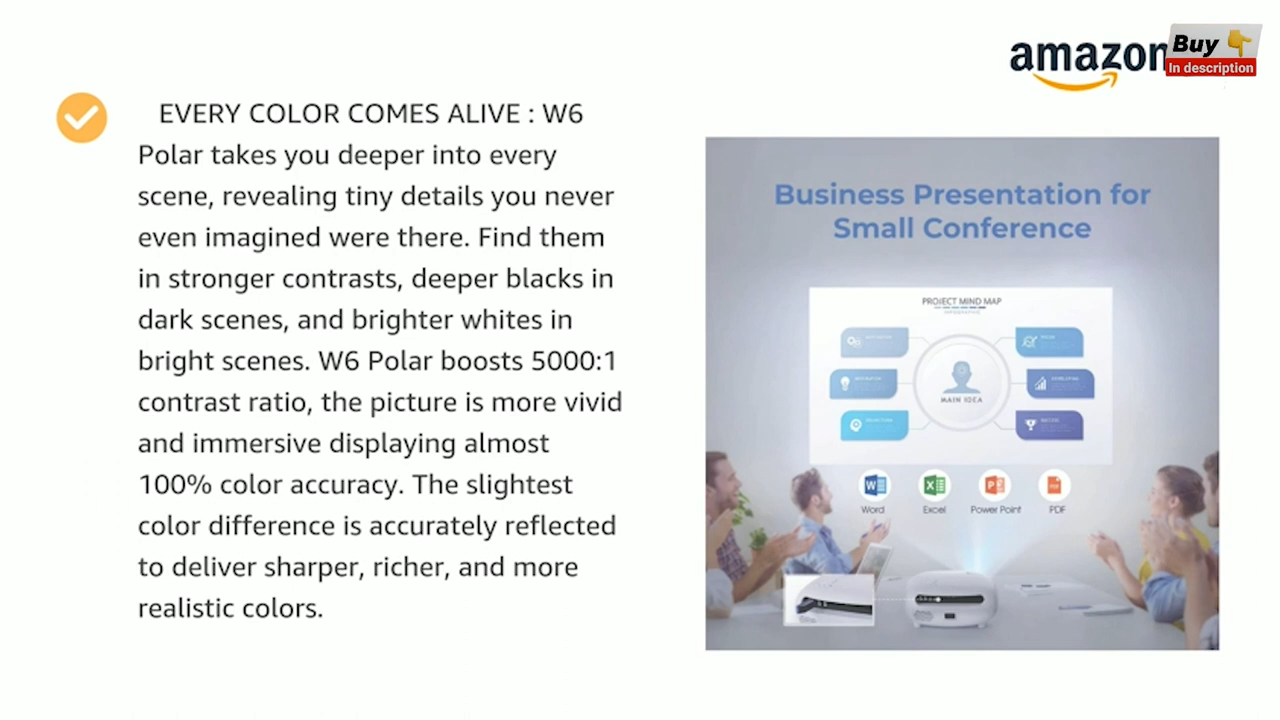 amazon
Buy
In description
EVERY COLOR COMES ALIVE : W6
Polar takes you deeper into every
scene, revealing tiny details you never
even imagined were there. Find them
in stronger contrasts, deeper blacks in
dark scenes, and brighter whites in
bright scenes. W6 Polar boosts 5000:1
contrast ratio, the picture is more vivid
and immersive displaying almost
100% color accuracy. The slightest
color difference is accurately reflected
to deliver sharper, richer, and more
realistic colors.
Business Presentation for
Small Conference
PROJECT MIND MAP
INFOGRAPHIC
MAIN IDEA
Word Excel Power Point PDF